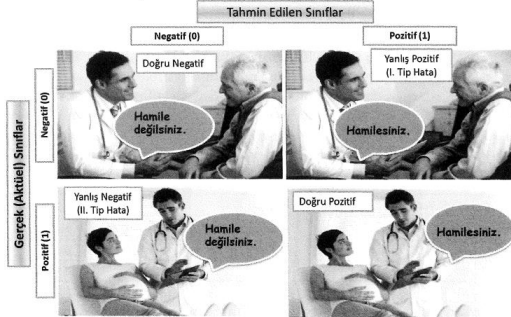 Tahmin Edilen Sınıflar
Negatif (0)
Pozitif (1)
Gerçek (Aktüel) Sınıflar
Negatif (0)
Doğru Negatif
Hamile
değilsiniz.
Yanlış Pozitif
(I. Tip Hata)
Hamilesiniz.
Pozitif (1)
Yanlış Negatif
(II. Tip Hata)
Hamile
değilsiniz.
Doğru Pozitif
Hamilesiniz.